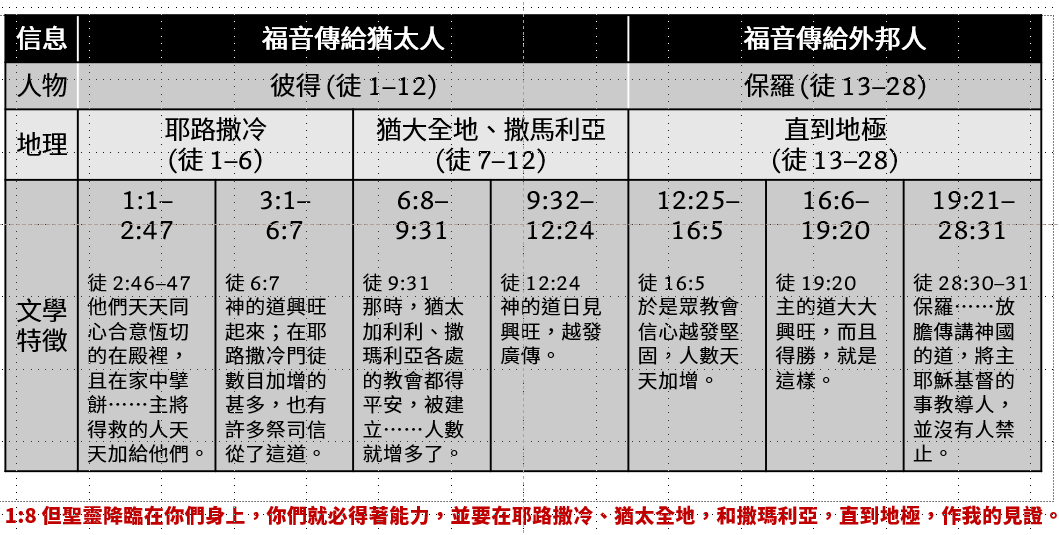 信息 福音傳給猶太人 福音傳給外邦人
人物 彼得 (徒 1–12) 保羅 (徒 13–28)
地理
耶路撒冷
(徒 1–6)
猶大全地、撒馬利亞
(徒 7–12)
直到地極
(徒 13–28)
文學
特徵
1:1–
2:47
徒 2:46–47
他們天天同
心合意恆切
的在殿裡，
且在家中擘
餅⋯⋯主將
得救的人天
天加給他們。
3:1–
6:7
徒 6:7
神的道興旺
起來；在耶
路撒冷門徒
數目加增的
甚多，也有
許多祭司信
從了這道。
6:8–
9:31
徒 9:31
那時，猶太
加利利、撒
瑪利亞各處
的教會都得
平安，被建
立⋯⋯人數
就增多了。
9:32–
12:24
徒 12:24
神的道日見
興旺，越發
廣傳。
12:25–
16:5
徒 16:5
於是眾教會
信心越發堅
固，人數天
天加增。
16:6–
19:20
徒 19:20
主的道大大
興旺，而且
得勝，就是
這樣。
19:21–
28:31
徒 28:30–31
保羅⋯⋯放
膽傳講神國
的道，將主
耶穌基督的
事教導人，
並沒有人禁
止。
1:8 但聖靈降臨在你們身上，你們就必得著能力，並要在耶路撒冷、猶太全地，和撒瑪利亞，直到地極，作我的見證。